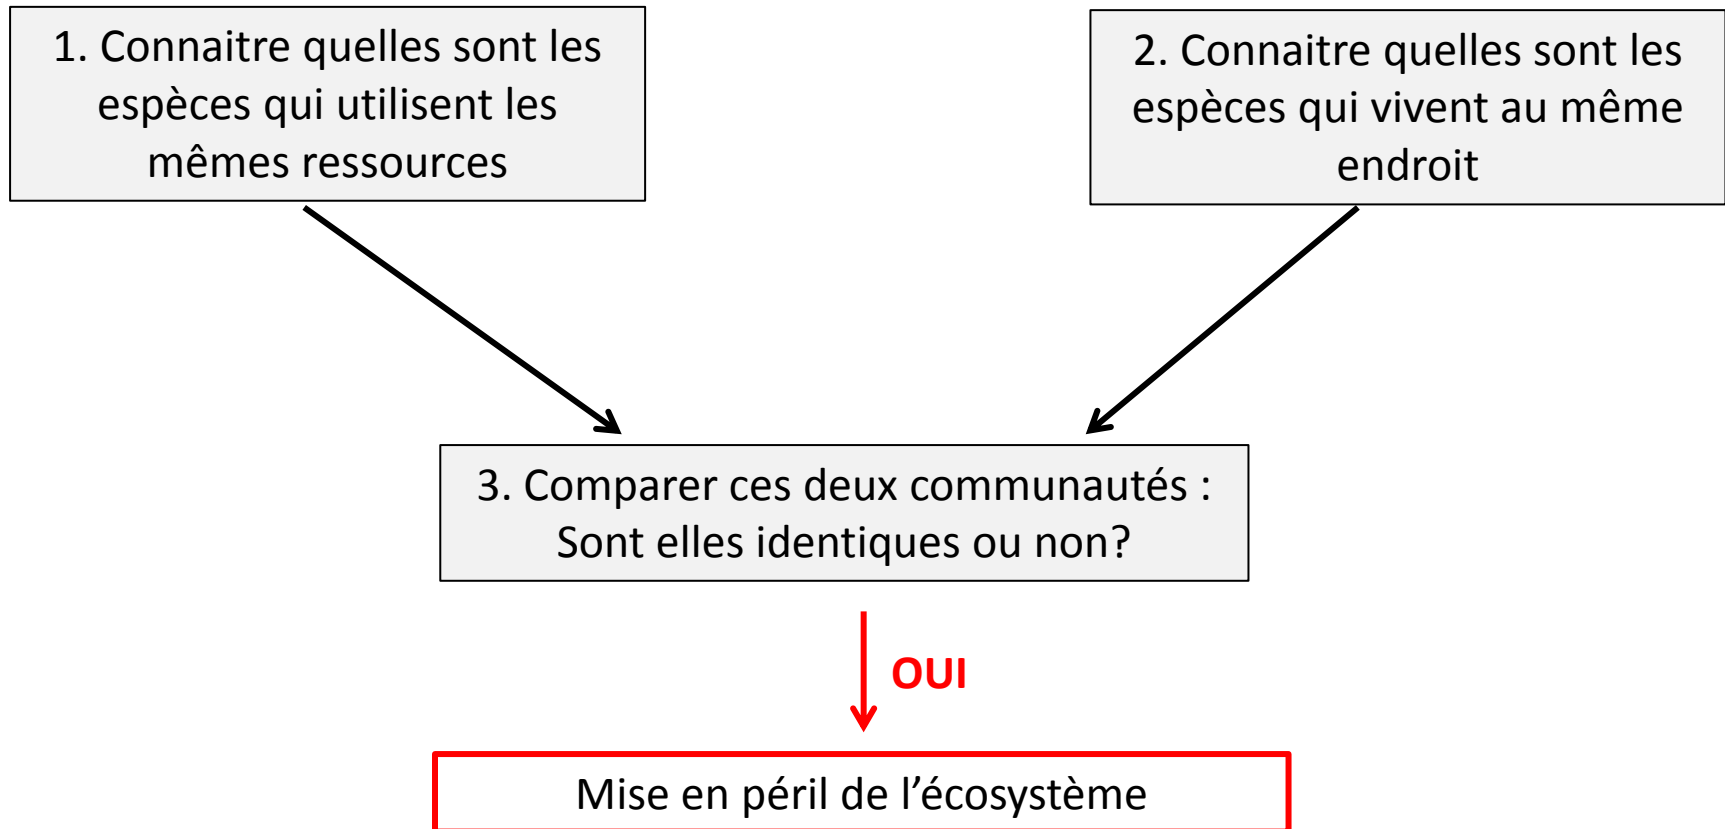 1. Connaitre quelles sont les
espèces qui utilisent les
mêmes ressources
2. Connaitre quelles sont les
espèces qui vivent au même
endroit
3. Comparer ces deux communautés :
Sont elles identiques ou non?
OUI
Mise en péril de l’écosystème